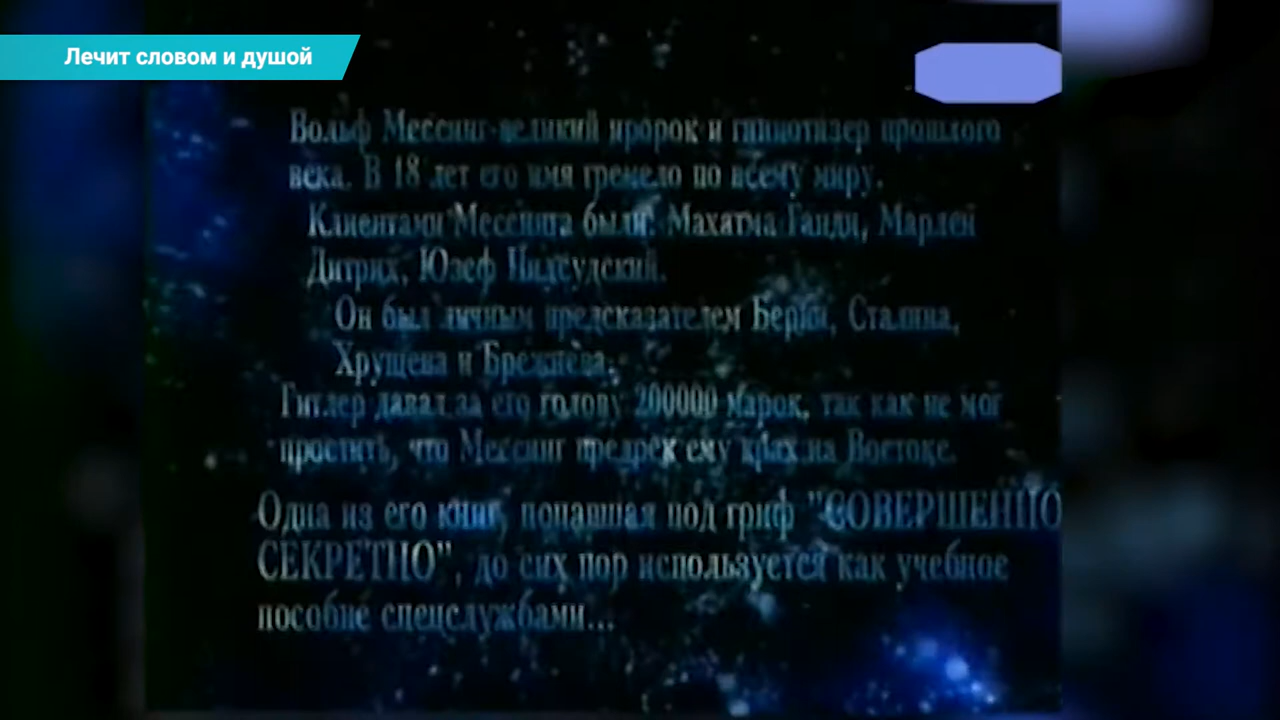 Лечит словом и душой
Вольф Мессинг-великий пророк и гипнотизер прошлого
века. В 18 лет его имя гремело по всему миру.
Клиентами Мессинга были: Махатма Ганди, Марлен
Дитрих, Юзеф Пилсудский.
Он был личным предсказателем Берии, Сталина,
Хрущева и Брежнева.
Гитлер давал за его голову 200000 марок, так как не мог
простить, что Мессинг предрек ему крах на Востоке.
Одна из его книг, попавшая под гриф "СОВЕРШЕННО
СЕКРЕТНО", до сих пор используется как учебное
пособие спецслужбами...